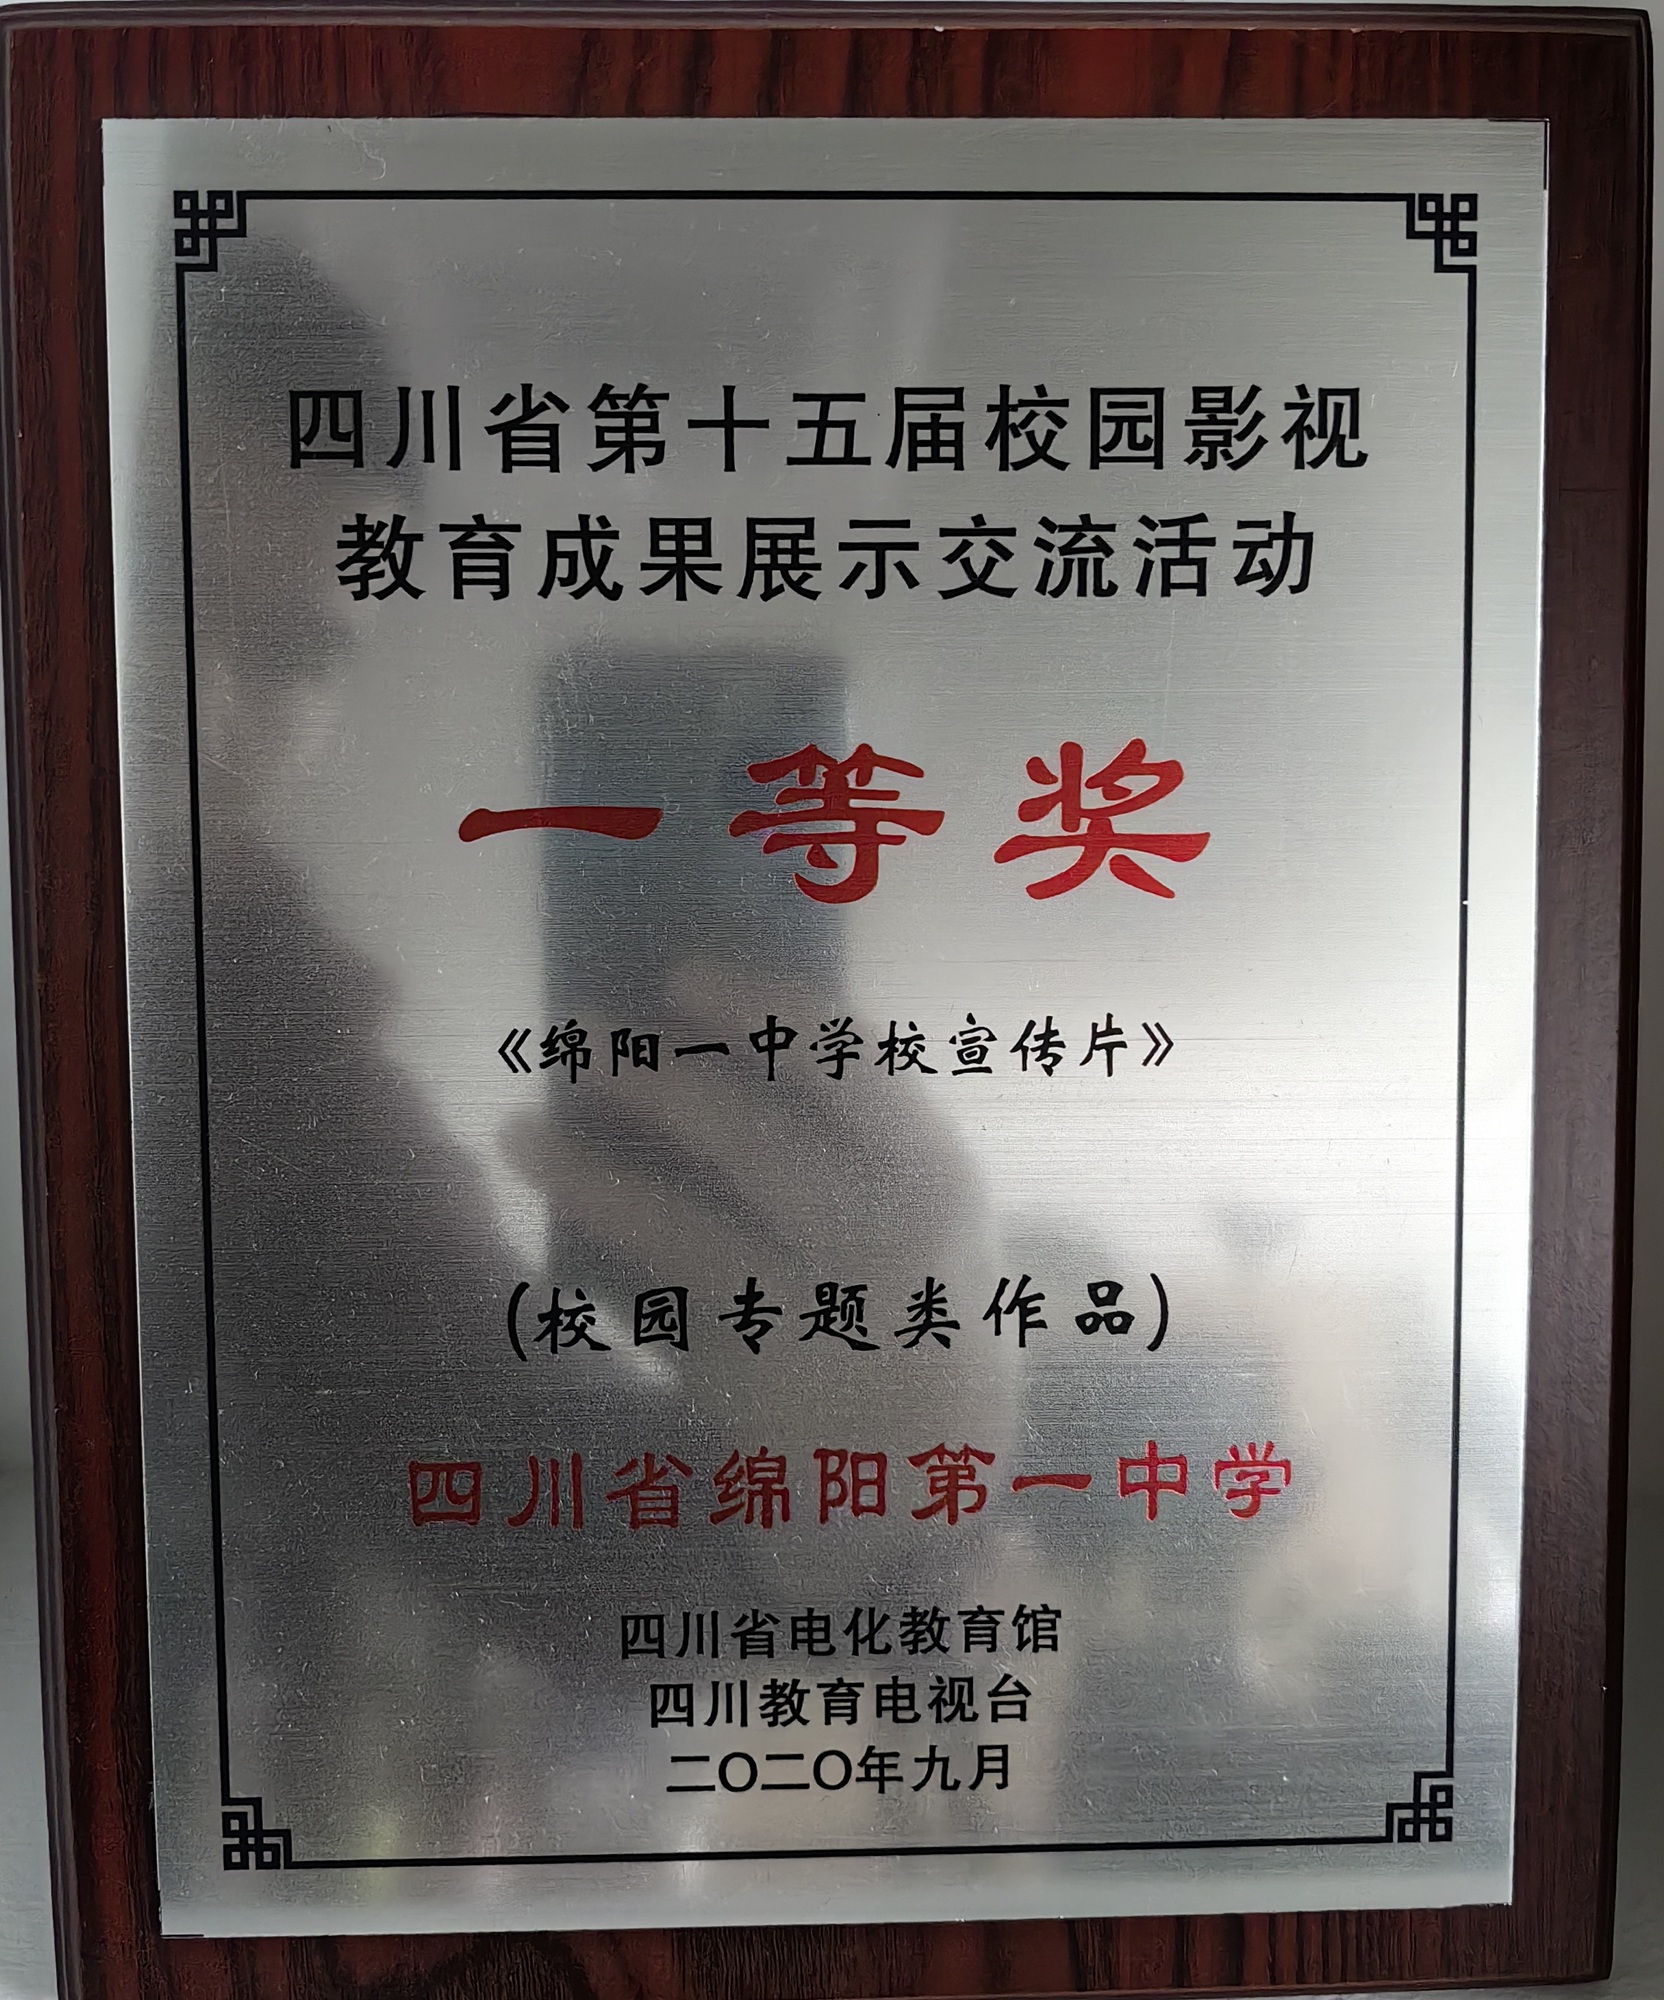 四川省第十五届校园影视
教育成果展示交流活动
一等奖
《绵阳一中学校宣传片》
(校园专题类作品)
四川省绵阳第一中学
四川省电化教育馆
四川教育电视台
二〇二〇年九月